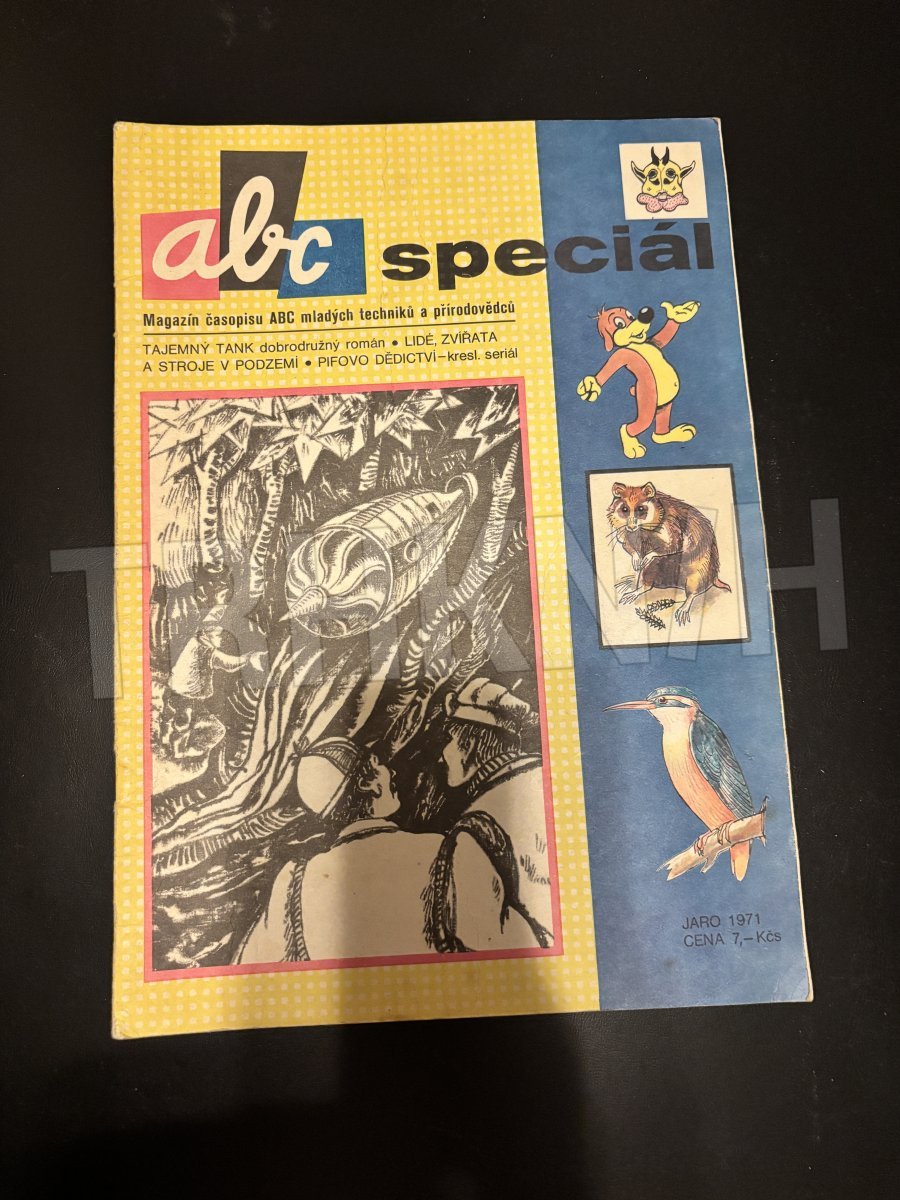 abc speciál
Magazín časopisu ABC mladých techniků a přírodovědců
TAJEMNÝ TANK dobrodružný román • LIDÉ, ZVÍŘATA
A STROJE V PODZEMÍ • PIFOVO DĚDICTVÍ – kresl. seriál
JARO 1971
CENA 7,– Kčs